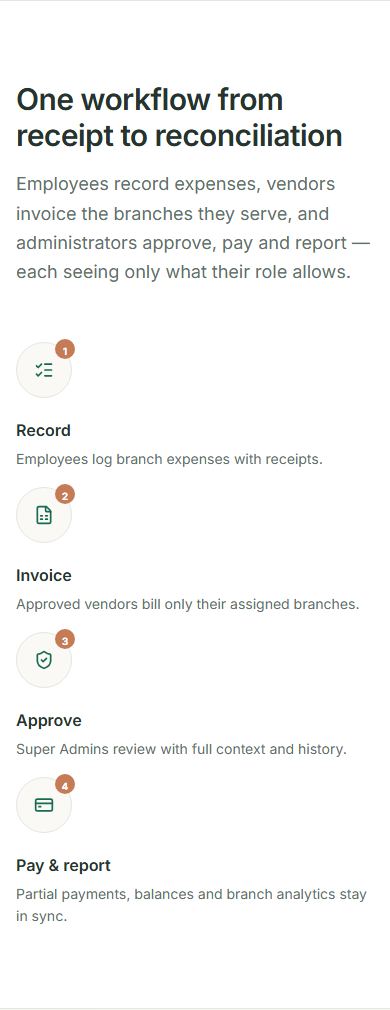 One workflow from
receipt to reconciliation
Employees record expenses, vendors
invoice the branches they serve, and
administrators approve, pay and report —
each seeing only what their role allows.
1
Record
Employees log branch expenses with receipts.
2
Invoice
Approved vendors bill only their assigned branches.
3
Approve
Super Admins review with full context and history.
4
Pay & report
Partial payments, balances and branch analytics stay
in sync.